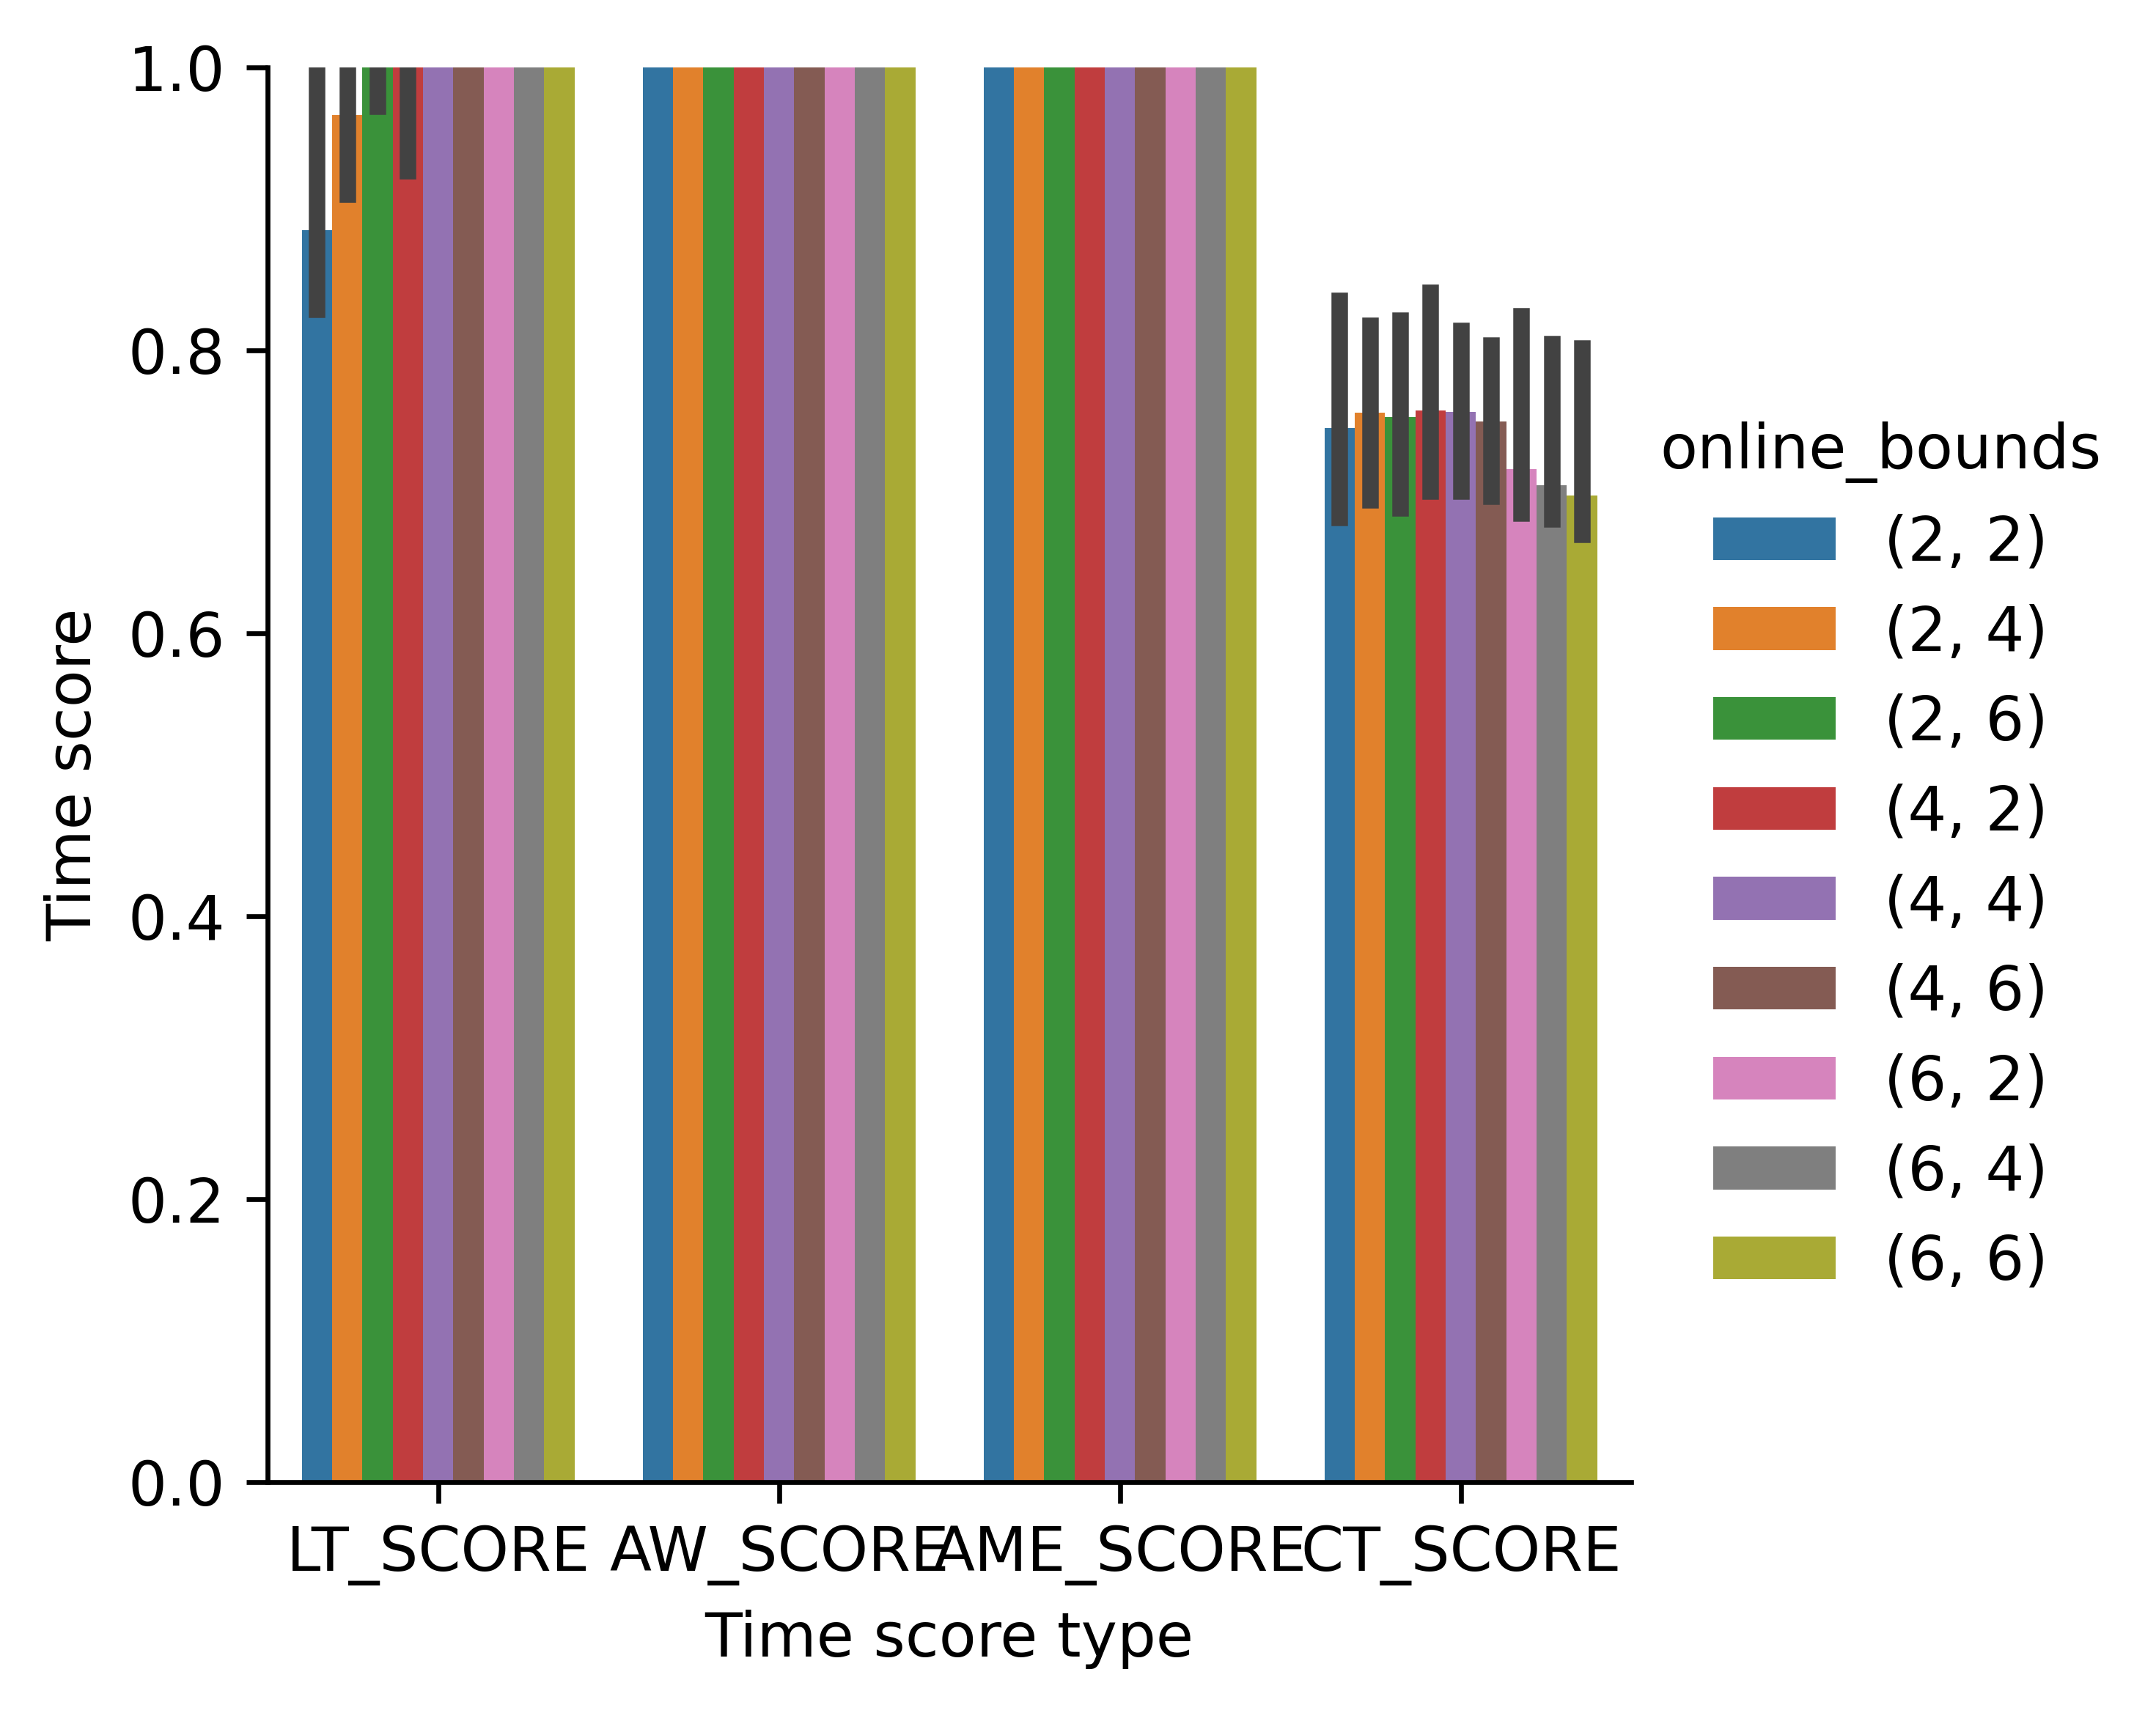 1.0
0.8
0.6
0.4
0.2
0.0
Time score
LT_SCORE
AW_SCORE
AME_SCORE
CT_SCORE
Time score type
online_bounds
(2, 2)
(2, 4)
(2, 6)
(4, 2)
(4, 4)
(4, 6)
(6, 2)
(6, 4)
(6, 6)